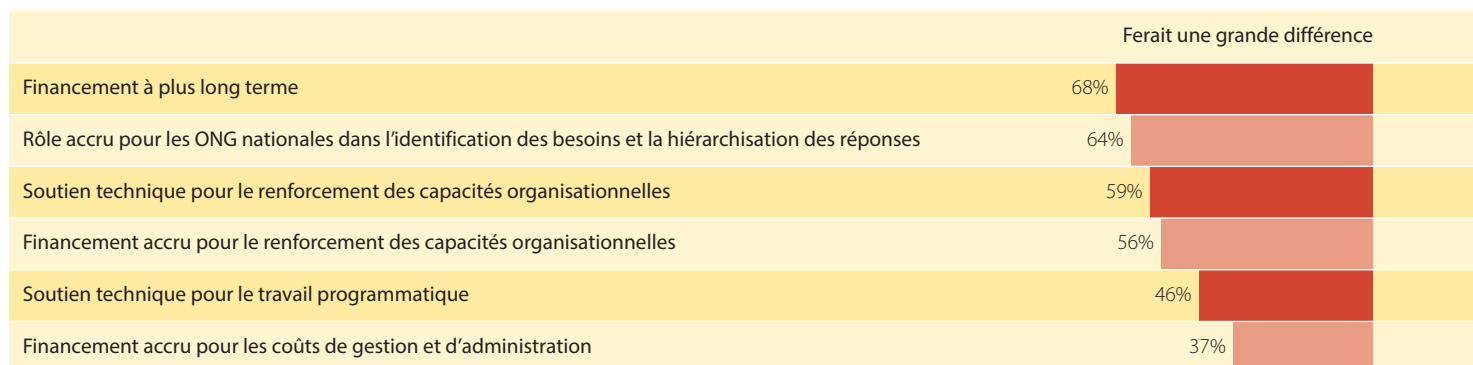 Ferait une grande différence
Financement à plus long terme 68%
Rôle accru pour les ONG nationales dans l'identification des besoins et la hiérarchisation des réponses 64%
Soutien technique pour le renforcement des capacités organisationnelles 59%
Financement accru pour le renforcement des capacités organisationnelles 56%
Soutien technique pour le travail programmatique 46%
Financement accru pour les coûts de gestion et d'administration 37%